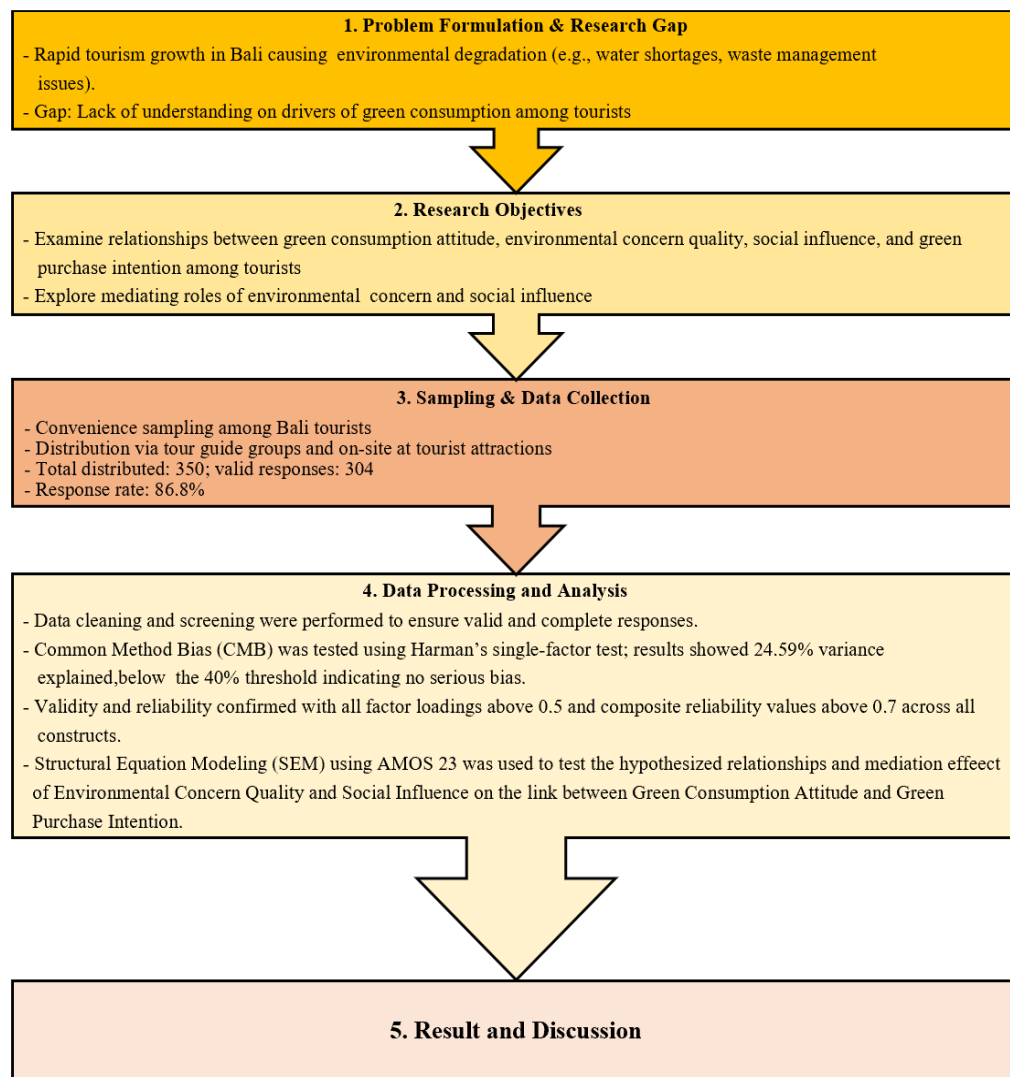 1. Problem Formulation & Research Gap
- Rapid tourism growth in Bali causing environmental degradation (e.g., water shortages, waste management
issues).
- Gap: Lack of understanding on drivers of green consumption among tourists
2. Research Objectives
- Examine relationships between green consumption attitude, environmental concern quality, social influence, and green
purchase intention among tourists
- Explore mediating roles of environmental concern and social influence
3. Sampling & Data Collection
- Convenience sampling among Bali tourists
- Distribution via tour guide groups and on-site at tourist attractions
- Total distributed: 350; valid responses: 304
- Response rate: 86.8%
4. Data Processing and Analysis
- Data cleaning and screening were performed to ensure valid and complete responses.
- Common Method Bias (CMB) was tested using Harman's single-factor test; results showed 24.59% variance
explained,below the 40% threshold indicating no serious bias.
- Validity and reliability confirmed with all factor loadings above 0.5 and composite reliability values above 0.7 across all
constructs.
- Structural Equation Modeling (SEM) using AMOS 23 was used to test the hypothesized relationships and mediation effeect
of Environmental Concern Quality and Social Influence on the link between Green Consumption Attitude and Green
Purchase Intention.
5. Result and Discussion